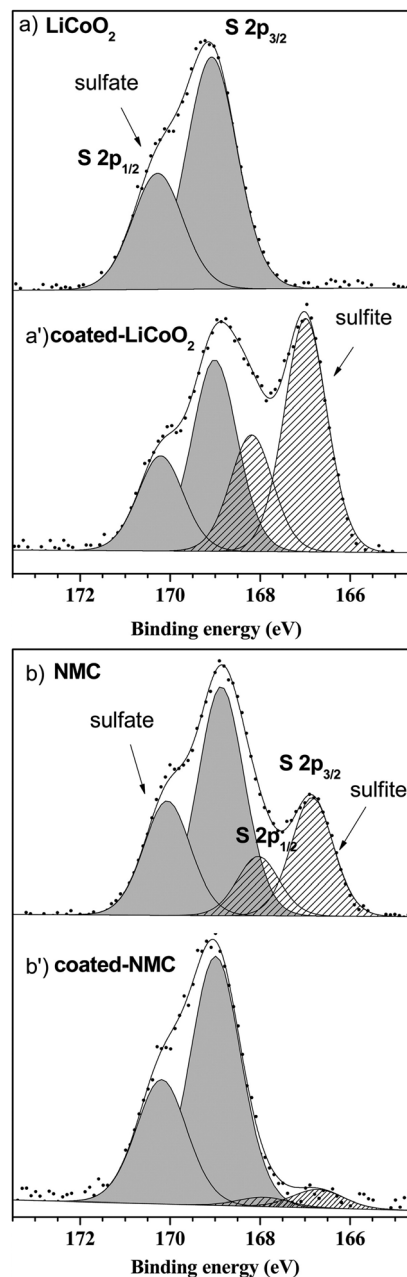 a) LiCoO₂
S 2p₃/₂
sulfate
S 2p₁/₂
a') coated-LiCoO₂
sulfite
172 170 168 166
Binding energy (eV)
b) NMC
sulfate
S 2p₃/₂
sulfite
S 2p₁/₂
b') coated-NMC
172 170 168 166
Binding energy (eV)